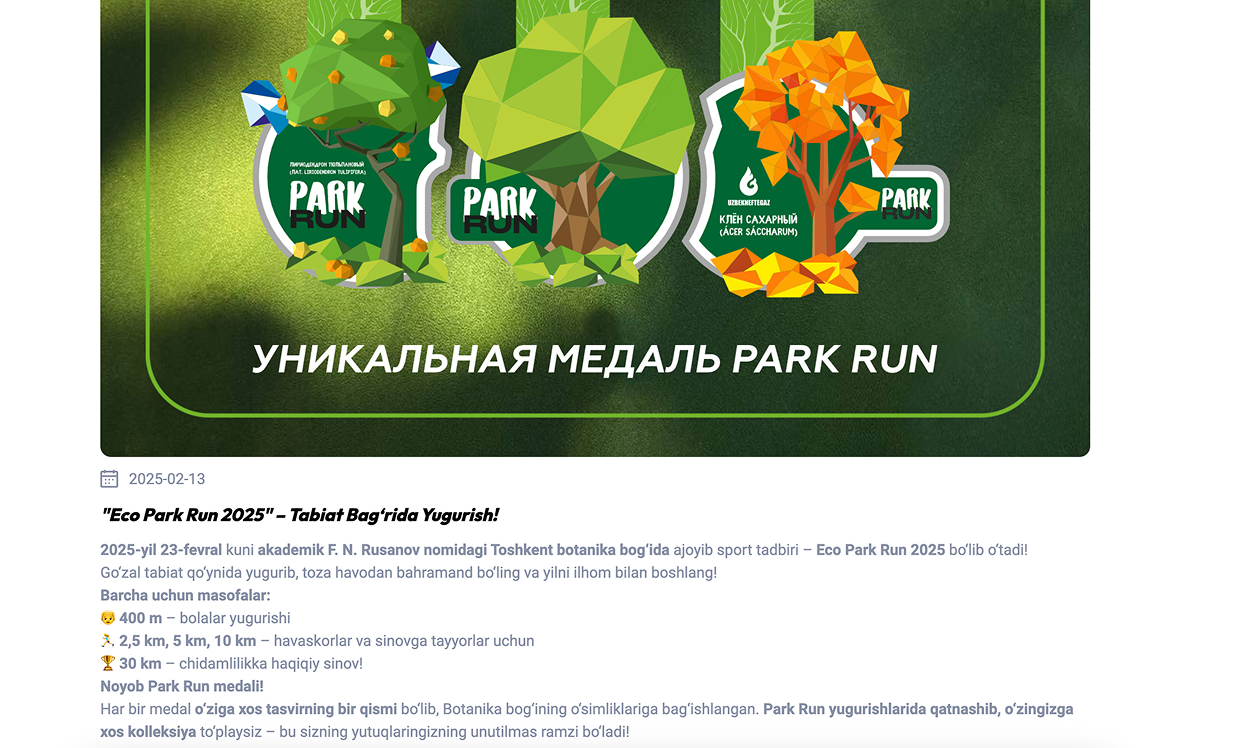 ЛИРИОДЕНДРОН ТЮЛЬПАНОВЫЙ
(ЛАТ. LIRIODENDRON TULIPIFERA)
PARK
RUN
PARK
RUN
UZBEKNEFTEGAZ
КЛЁН САХАРНЫЙ
(ÁCER SÁCCHARUM)
PARK
RUN
УНИКАЛЬНАЯ МЕДАЛЬ PARK RUN
2025-02-13
"Eco Park Run 2025" – Tabiat Bag‘rida Yugurish!
2025-yil 23-fevral kuni akademik F. N. Rusanov nomidagi Toshkent botanika bog‘ida ajoyib sport tadbiri – Eco Park Run 2025 bo‘lib o‘tadi!
Go‘zal tabiat qo‘ynida yugurib, toza havodan bahramand bo‘ling va yilni ilhom bilan boshlang!
Barcha uchun masofalar:
👦 400 m – bolalar yugurishi
🏃 2,5 km, 5 km, 10 km – havaskorlar va sinovga tayyorlar uchun
🏆 30 km – chidamlilikka haqiqiy sinov!
Noyob Park Run medali!
Har bir medal o‘ziga xos tasvirning bir qismi bo‘lib, Botanika bog‘ining o‘simliklariga bag‘ishlangan. Park Run yugurishlarida qatnashib, o‘zingizga
xos kolleksiya to‘playsiz – bu sizning yutuqlaringizning unutilmas ramzi bo‘ladi!